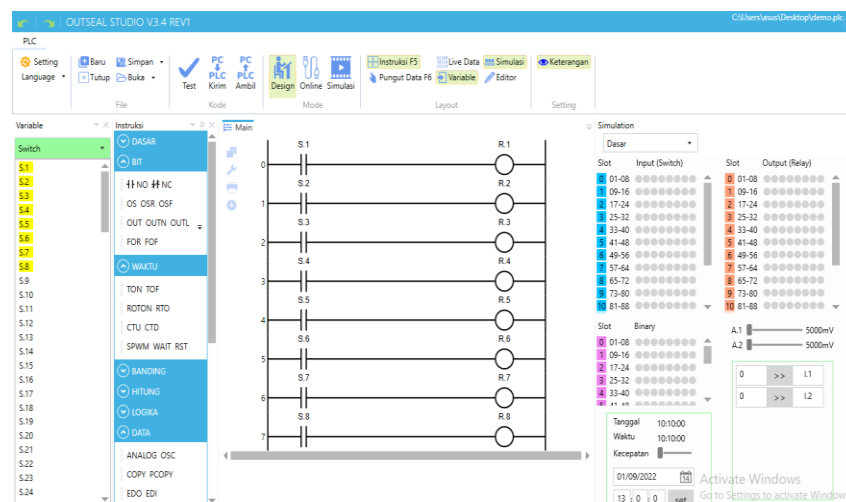 OUTSEAL STUDIO V.3.4 REV1
C:\Users\asus\Desktop\demo.plc
PLC
Setting
Language
Baru
Simpan
Tutup
Buka
File
Test
PC
PLC
Kirim
PC
PLC
Ambil
Kode
Design
Online
Simulasi
Mode
Instruksi F5
Live Data
Simulasi
Pungut Data F6
Variable
Editor
Layout
Keterangan
Setting
Variable
Switch
S.1
S.2
S.3
S.4
S.5
S.6
S.7
S.8
S.9
S.10
S.11
S.12
S.13
S.14
S.15
S.16
S.17
S.18
S.19
S.20
S.21
S.22
S.23
S.24
Instruksi
DASAR
BIT
NO NC
OS OSR OSF
OUT OUTN OUTL
FOR FOF
WAKTU
TON TOF
ROTON RTO
CTU CTD
SPWM WAIT RST
BANDING
HITUNG
LOGIKA
DATA
ANALOG OSC
COPY PCOPY
EDO EDI
Main
S.1 R.1
0
S.2 R.2
1
S.3 R.3
2
S.4 R.4
3
S.5 R.5
4
S.6 R.6
5
S.7 R.7
6
S.8 R.8
7
Simulation
Dasar
Slot Input (Switch)
0 01-08
1 09-16
2 17-24
3 25-32
4 33-40
5 41-48
6 49-56
7 57-64
8 65-72
9 73-80
10 81-88
Slot Output (Relay)
0 01-08
1 09-16
2 17-24
3 25-32
4 33-40
5 41-48
6 49-56
7 57-64
8 65-72
9 73-80
10 81-88
Slot Binary
0 01-08
1 09-16
2 17-24
3 25-32
4 33-40
A.1 5000mV
A.2 5000mV
0 >> I.1
0 >> I.2
Tanggal 10:10:00
Waktu 10:10:00
Kecepatan
01/09/2022 14
13 : 0 : 0 set
Activate Windows
Go to Settings to activate Window